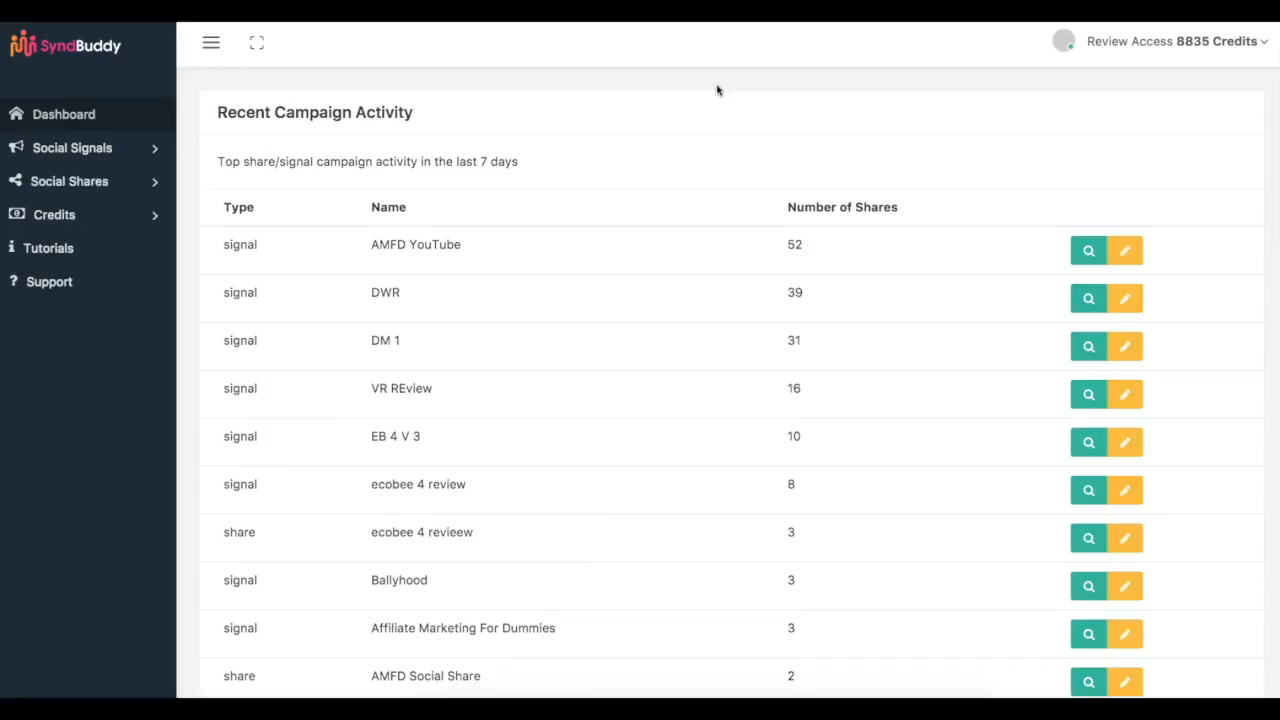 SyndBuddy
Review Access 8835 Credits
Dashboard
Social Signals
Social Shares
Credits
Tutorials
Support
Recent Campaign Activity
Top share/signal campaign activity in the last 7 days
Type Name Number of Shares
signal AMFD YouTube 52
signal DWR 39
signal DM 1 31
signal VR REview 16
signal EB 4 V 3 10
signal ecobee 4 review 8
share ecobee 4 revieew 3
signal Ballyhood 3
signal Affiliate Marketing For Dummies 3
share AMFD Social Share 2